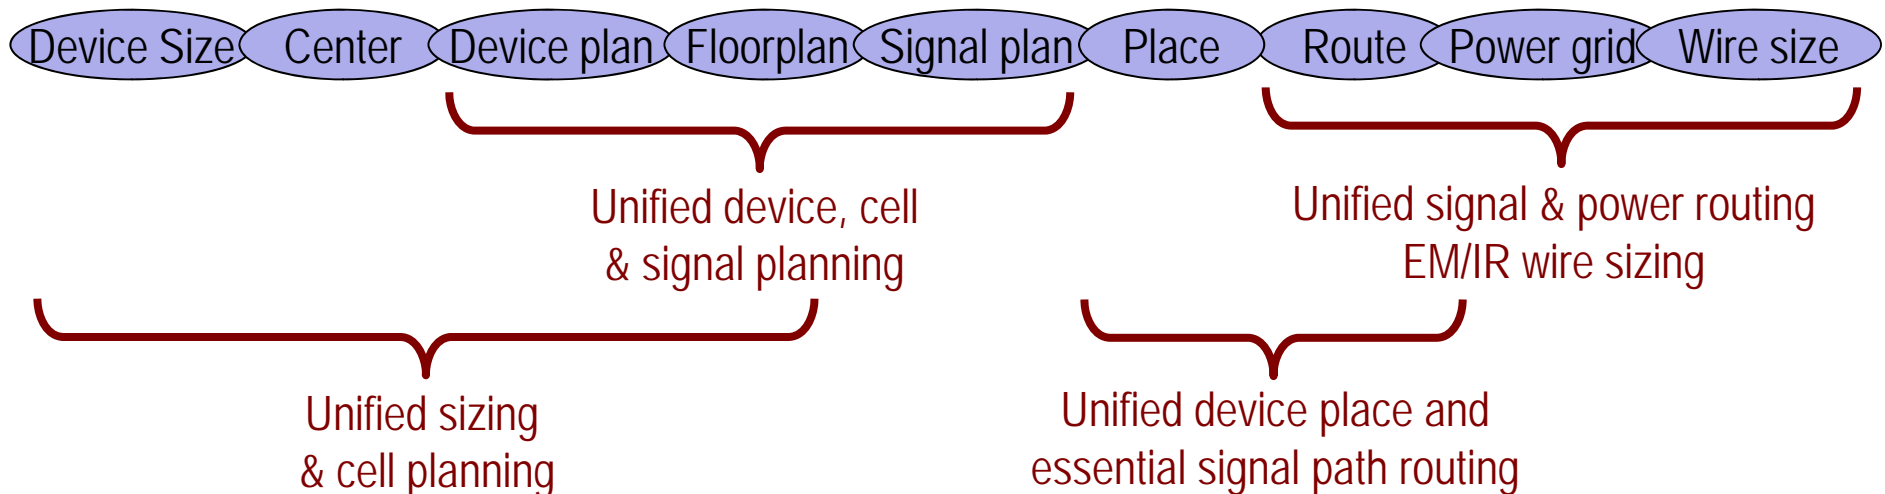 Device Size Center Device plan Floorplan Signal plan Place Route Power grid Wire size
Unified device, cell
& signal planning
Unified signal & power routing
EM/IR wire sizing
Unified sizing
& cell planning
Unified device place and
essential signal path routing